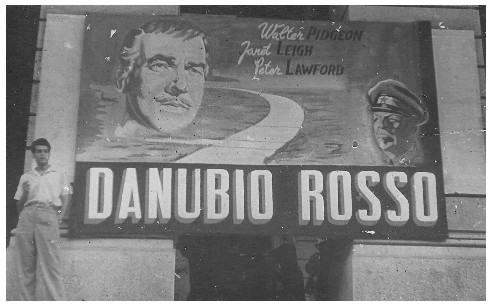 Walter PIDGEON
Janet LEIGH
Peter LAWFORD
DANUBIO ROSSO